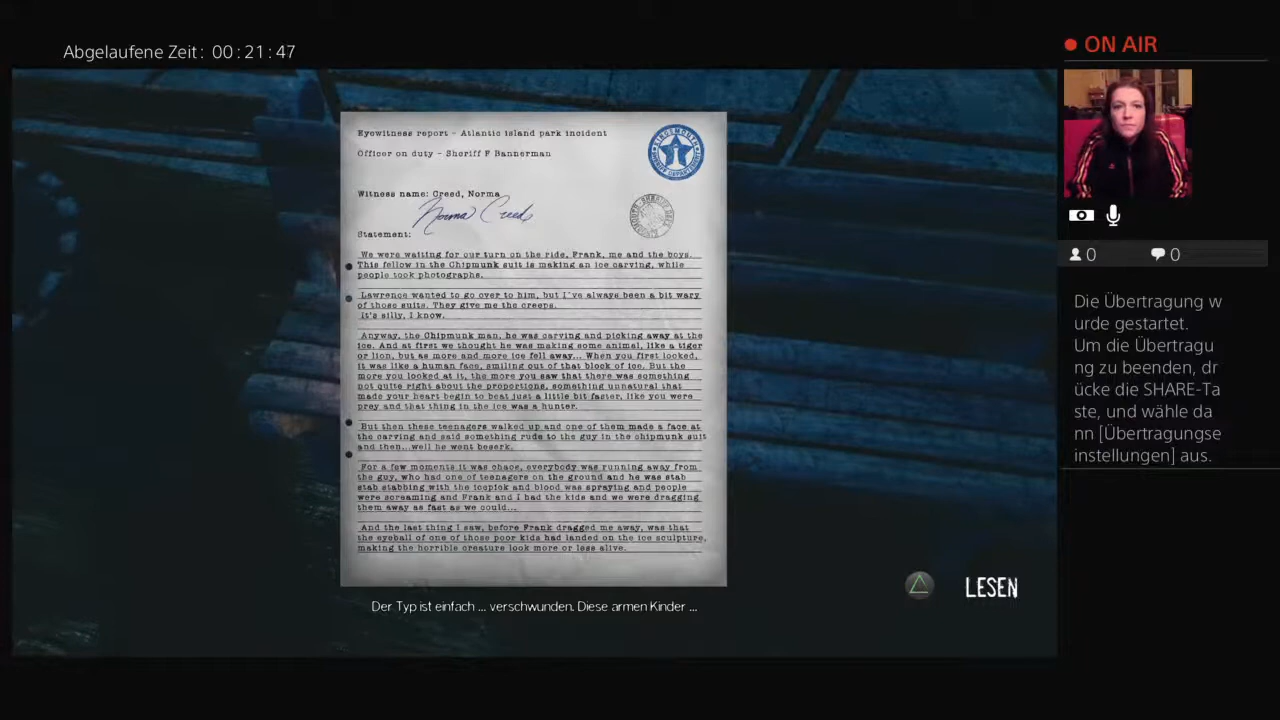 Abgelaufene Zeit: 00:21:47
ON AIR
Eyewitness report - Atlantic island park incident
Officer on duty - Sheriff F Bannerman
Witness name: Creed, Norma
Norma Creed
Statement:
We were waiting for our turn on the ride, Frank, me and the boys.
This fellow in the Chipmunk suit is making an ice carving, while
people took photographs.
Lawrence wanted to go over to him, but I've always been a bit wary
of those suits. They give me the creeps.
It's silly, I know.
Anyway, the Chipmunk man, he was carving and picking away at the
ice. And at first we thought he was making some animal, like a tiger
or lion, but as more and more ice fell away... When you first looked,
it was like a human face, smiling out of that block of ice. But the
more you looked at it, the more you saw that there was something
not quite right about the proportions, something unnatural that
made your heart begin to beat just a little bit faster, like you were
prey and that thing in the ice was a hunter.
But then these teenagers walked up and one of them made a face at
the carving and said something rude to the guy in the chipmunk suit
and then...well he went beserk.
For a few moments it was chaos, everybody was running away from
the guy, who had one of teenagers on the ground and he was stab
stab stabbing with the icepick and blood was spraying and people
were screaming and Frank and I had the kids and we were dragging
them away as fast as we could...
And the last thing I saw, before Frank dragged me away, was that
the eyeball of one of those poor kids had landed on the ice sculpture,
making the horrible creature look more or less alive.
Der Typ ist einfach ... verschwunden. Diese armen Kinder ...
LESEN
0
0
Die Übertragung w
urde gestartet.
Um die Übertragu
ng zu beenden, dr
ücke die SHARE-Ta
ste, und wähle da
nn [Übertragungse
instellungen] aus.